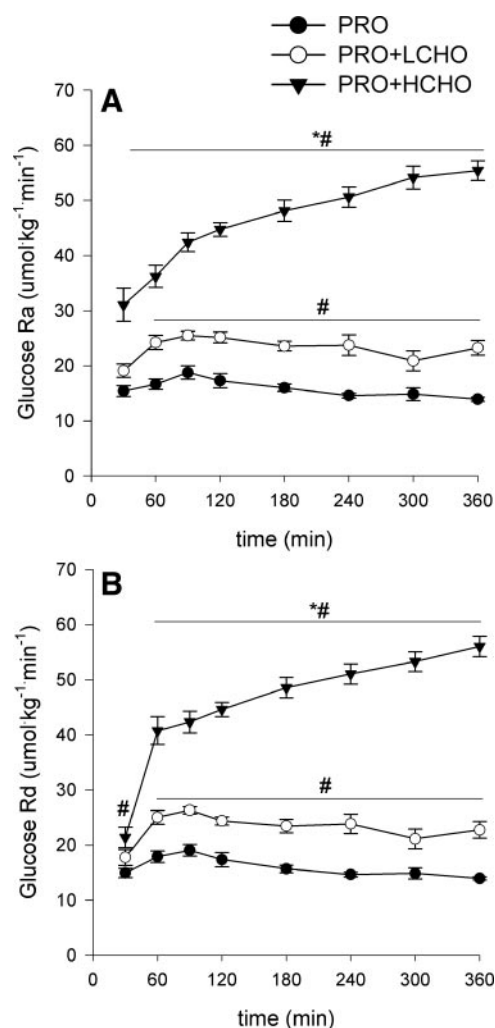 PRO
PRO+LCHO
PRO+HCHO
A
70
60
50
40
30
20
10
0
Glucose Ra (umol·kg⁻¹·min⁻¹)
*#
#
0 60 120 180 240 300 360
time (min)
B
70
60
50
40
30
20
10
0
Glucose Rd (umol·kg⁻¹·min⁻¹)
*#
#
#
0 60 120 180 240 300 360
time (min)